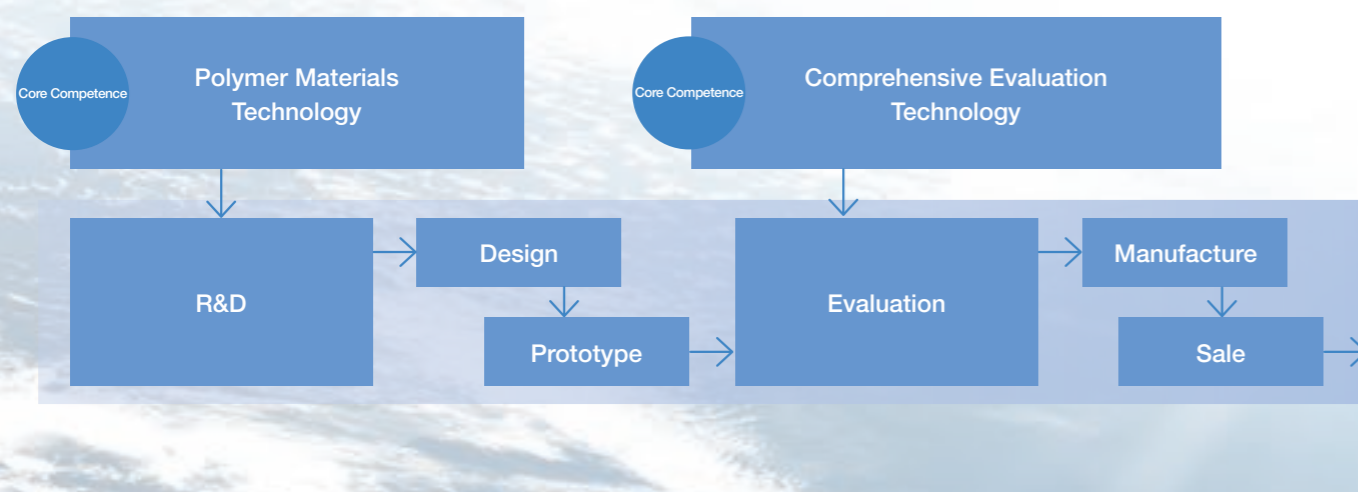 Core Competence
Polymer Materials
Technology
Core Competence
Comprehensive Evaluation
Technology
R&D
Design
Prototype
Evaluation
Manufacture
Sale